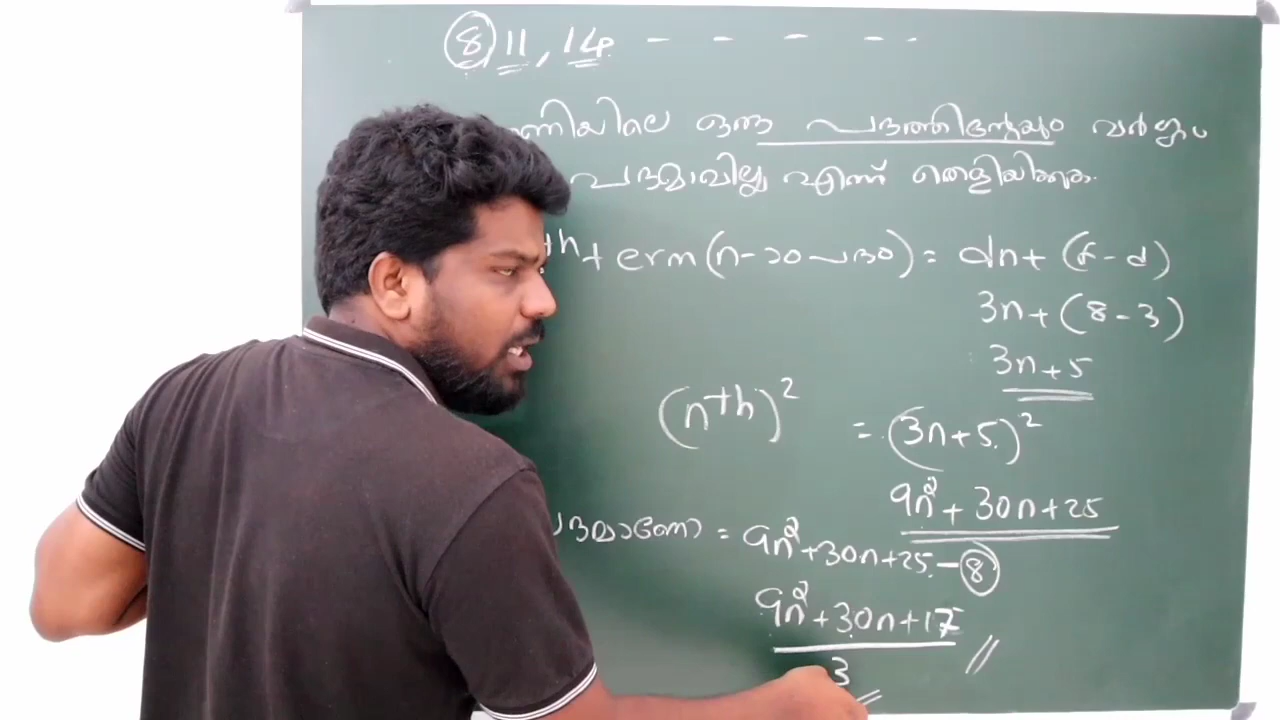 8 11, 14 - - - - -
ണിയിലെ ഒരു പദത്തിന്റേയും വർഗ്ഗം
പദമാവില്ല എന്ന് തെളിയിക്കുക.
th term (n-ാം പദം) = dn + (f - d)
3n + (8 - 3)
3n + 5
(nth)² = (3n + 5)²
9n² + 30n + 25
പദമാണോ = 9n² + 30n + 25 - 8
9n² + 30n + 17
3